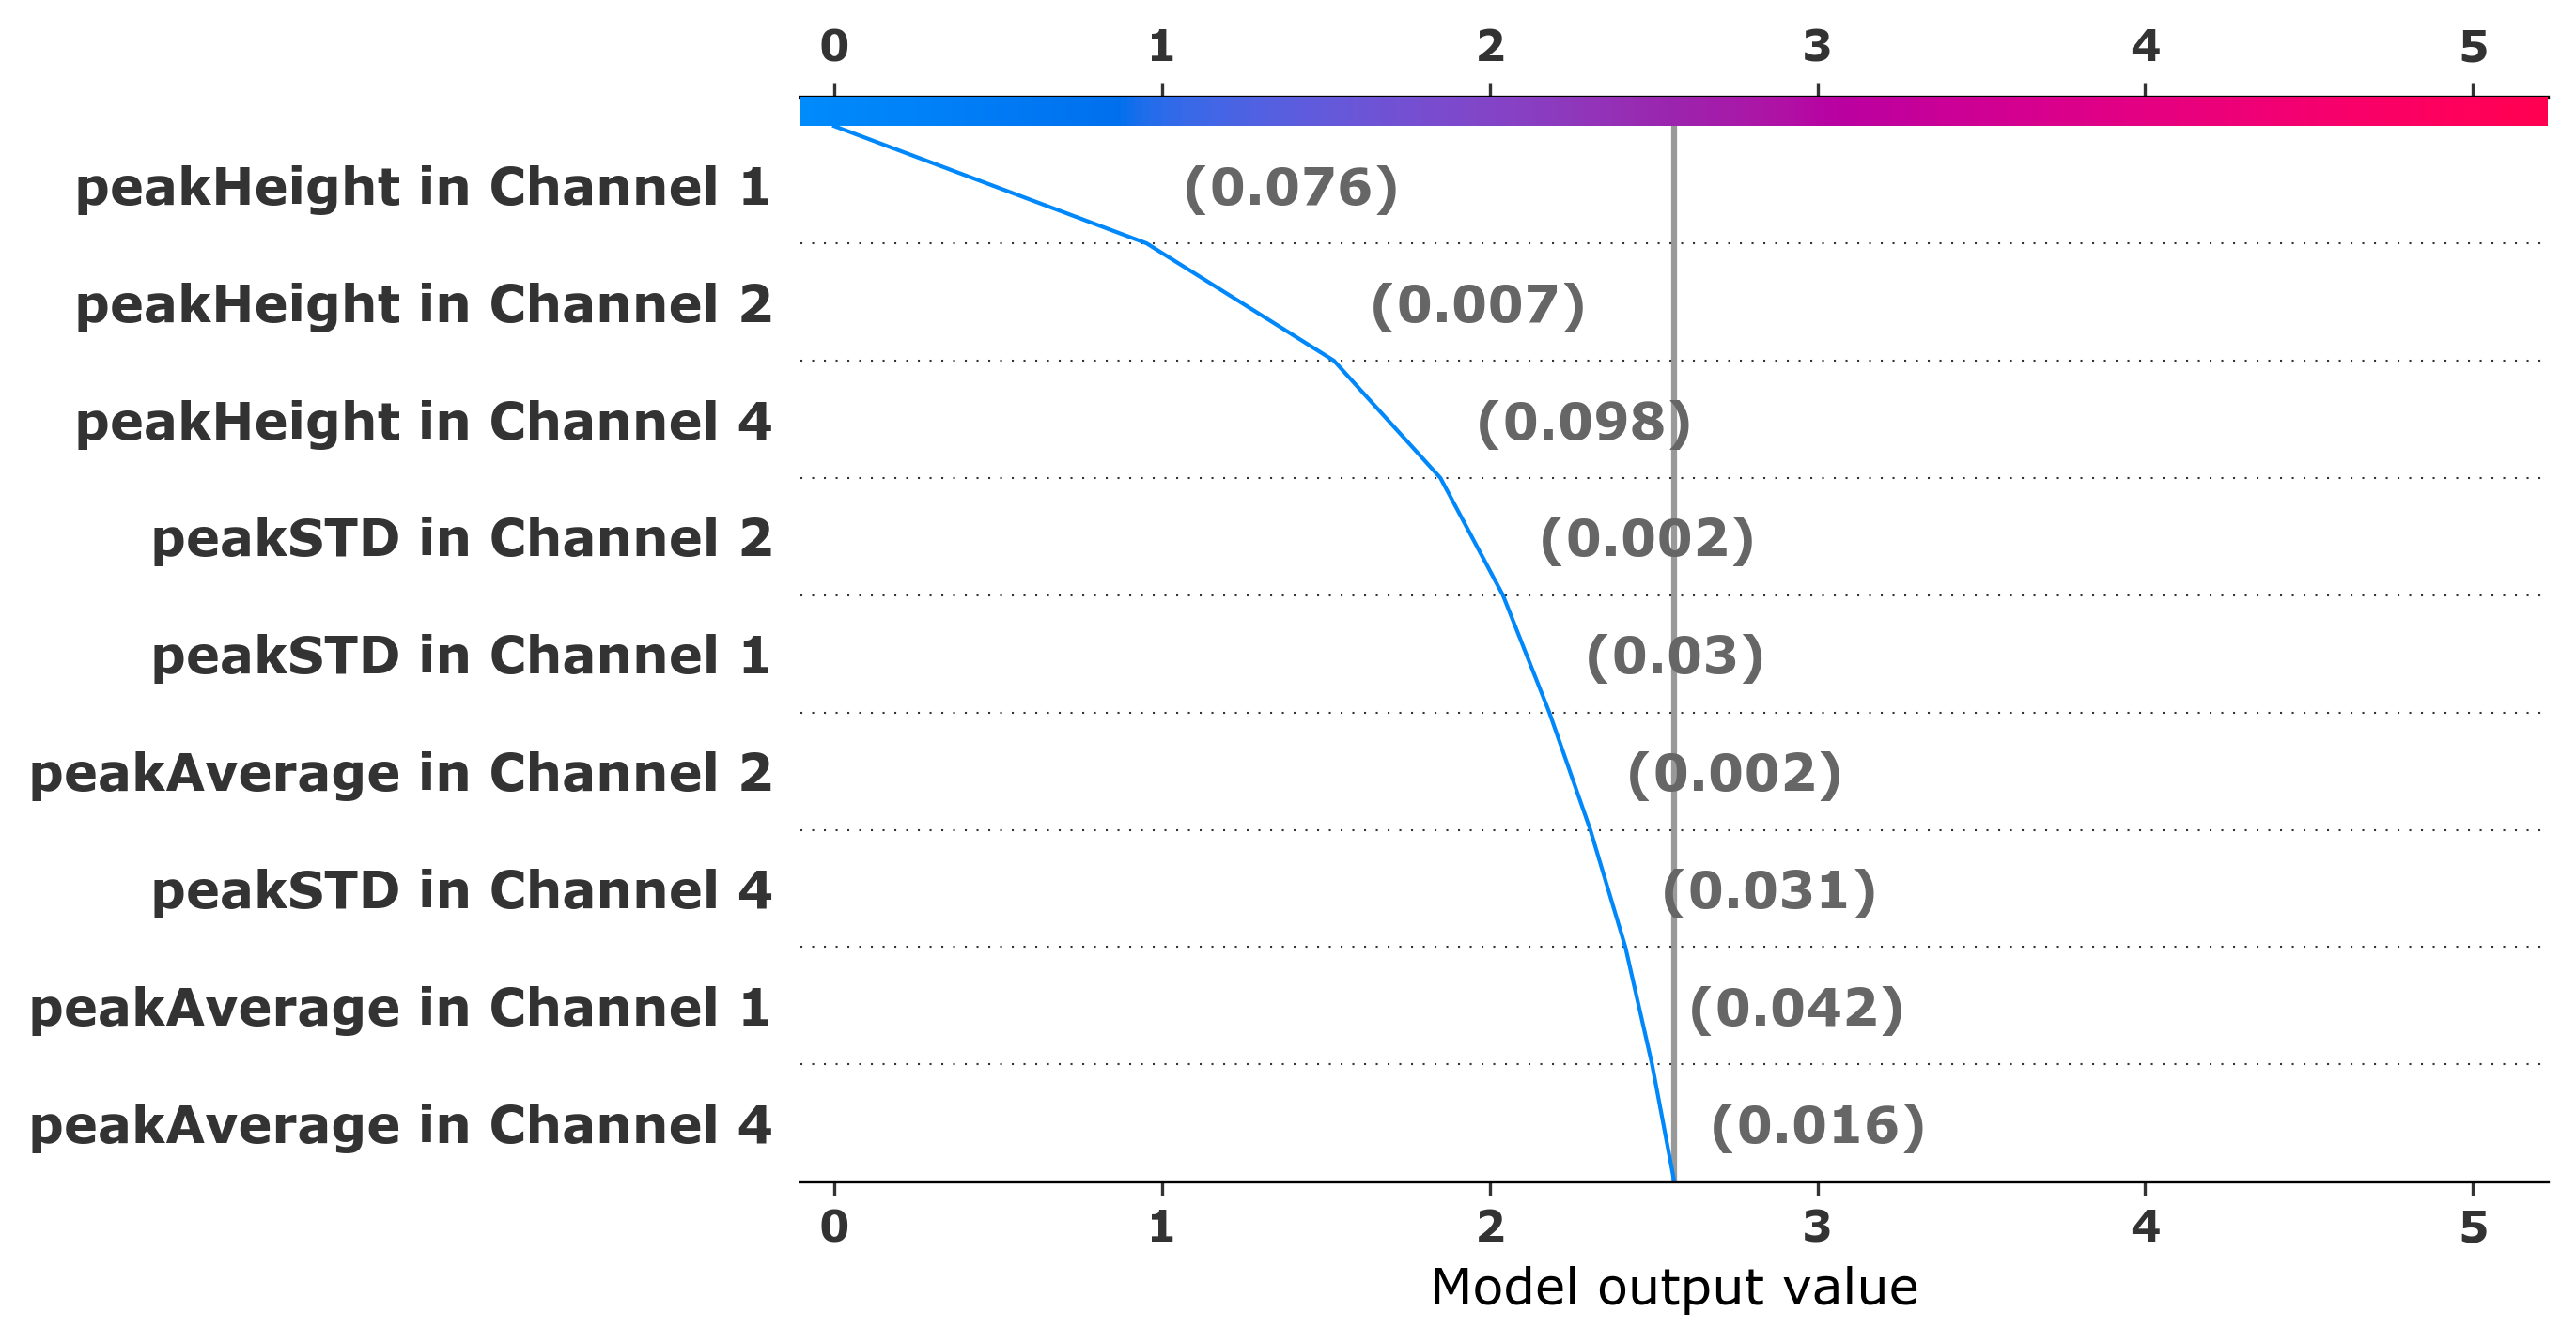 0 1 2 3 4 5
peakHeight in Channel 1 (0.076)
peakHeight in Channel 2 (0.007)
peakHeight in Channel 4 (0.098)
peakSTD in Channel 2 (0.002)
peakSTD in Channel 1 (0.03)
peakAverage in Channel 2 (0.002)
peakSTD in Channel 4 (0.031)
peakAverage in Channel 1 (0.042)
peakAverage in Channel 4 (0.016)
0 1 2 3 4 5
Model output value